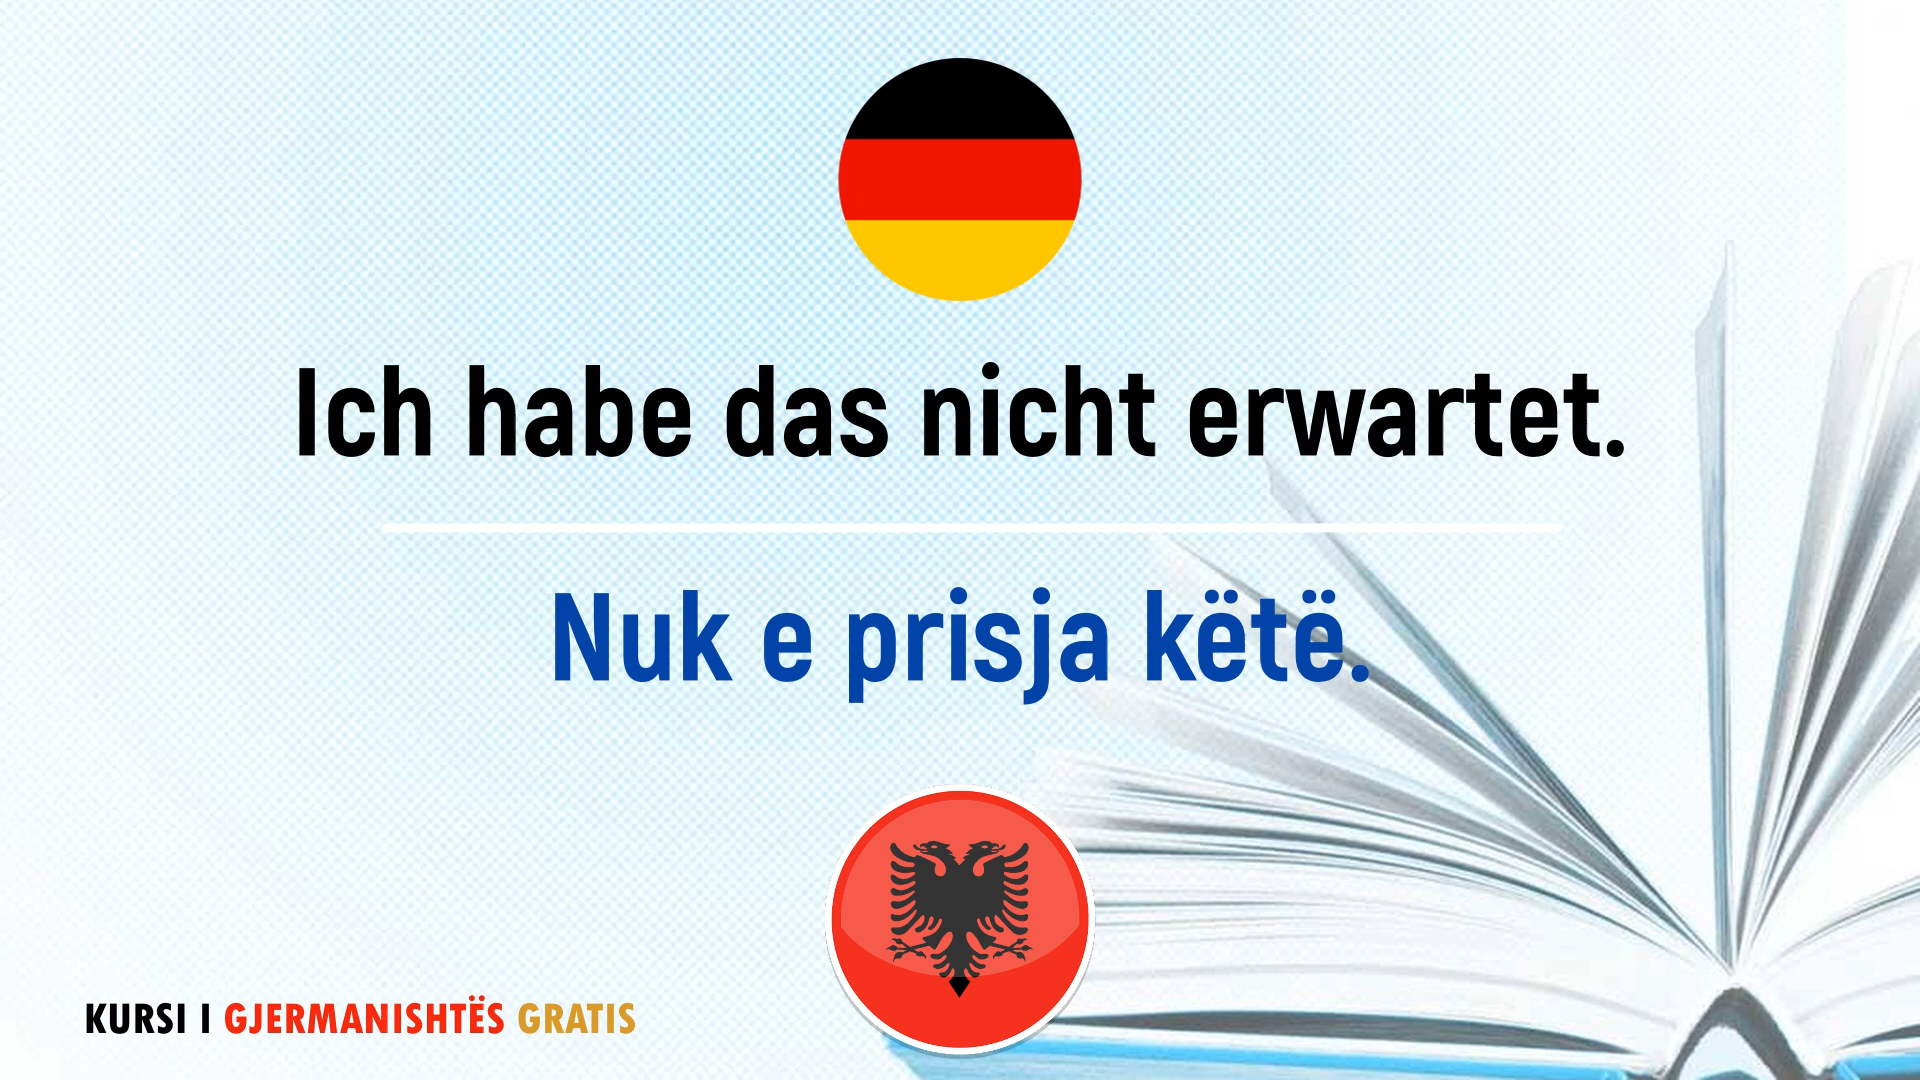 Ich habe das nicht erwartet.
Nuk e prisja këtë.
KURSI I GJERMANISHTËS GRATIS